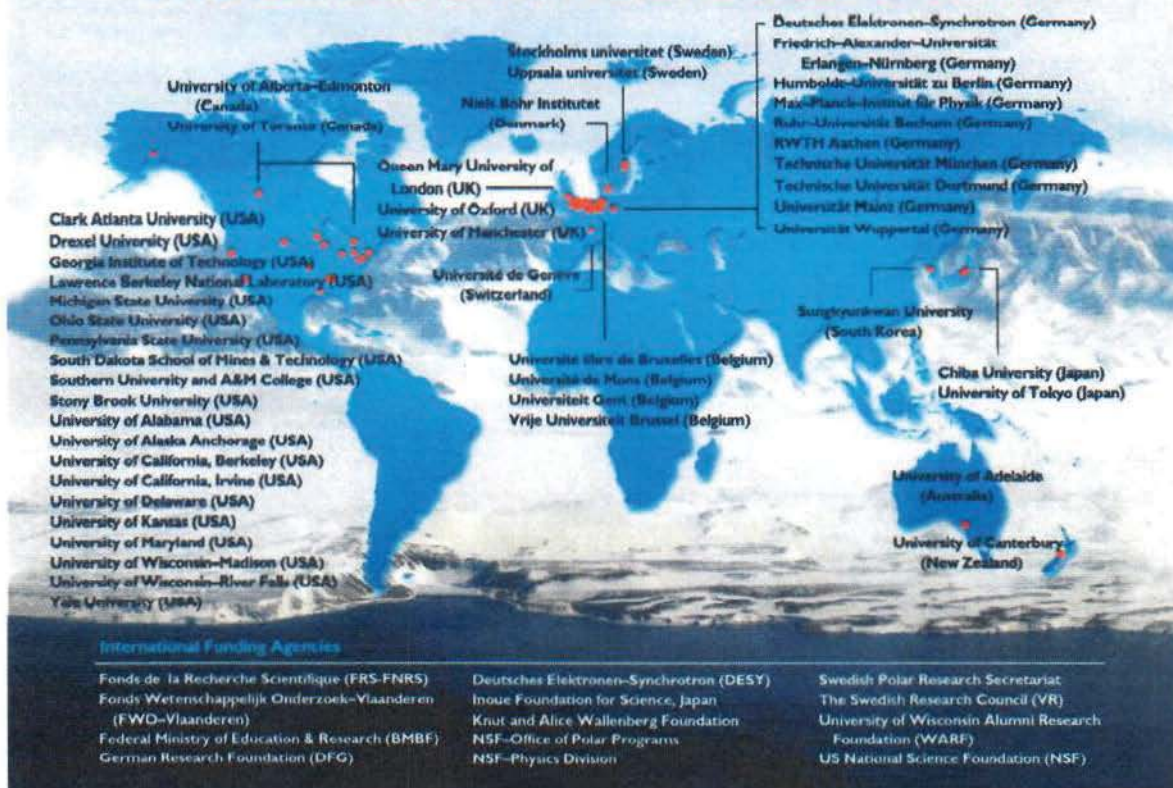 Deutsches Elektronen–Synchrotron (Germany)
Friedrich–Alexander–Universität
Erlangen–Nürnberg (Germany)
Humboldt–Universität zu Berlin (Germany)
Max–Planck–Institut für Physik (Germany)
Ruhr–Universität Bochum (Germany)
RWTH Aachen (Germany)
Technische Universität München (Germany)
Technische Universität Dortmund (Germany)
Universität Mainz (Germany)
Universität Wuppertal (Germany)
Stockholms universitet (Sweden)
Uppsala universitet (Sweden)
Niels Bohr Institutet
(Denmark)
University of Alberta–Edmonton
(Canada)
University of Toronto (Canada)
Queen Mary University of
London (UK)
University of Oxford (UK)
University of Manchester (UK)
Université de Genève
(Switzerland)
Clark Atlanta University (USA)
Drexel University (USA)
Georgia Institute of Technology (USA)
Lawrence Berkeley National Laboratory (USA)
Michigan State University (USA)
Ohio State University (USA)
Pennsylvania State University (USA)
South Dakota School of Mines & Technology (USA)
Southern University and A&M College (USA)
Stony Brook University (USA)
University of Alabama (USA)
University of Alaska Anchorage (USA)
University of California, Berkeley (USA)
University of California, Irvine (USA)
University of Delaware (USA)
University of Kansas (USA)
University of Maryland (USA)
University of Wisconsin–Madison (USA)
University of Wisconsin–River Falls (USA)
Yale University (USA)
Université libre de Bruxelles (Belgium)
Université de Mons (Belgium)
Universiteit Gent (Belgium)
Vrije Universiteit Brussel (Belgium)
Sungkyunkwan University
(South Korea)
Chiba University (Japan)
University of Tokyo (Japan)
University of Adelaide
(Australia)
University of Canterbury
(New Zealand)
International Funding Agencies
Fonds de la Recherche Scientifique (FRS-FNRS)
Fonds Wetenschappelijk Onderzoek–Vlaanderen
(FWO–Vlaanderen)
Federal Ministry of Education & Research (BMBF)
German Research Foundation (DFG)
Deutsches Elektronen–Synchrotron (DESY)
Inoue Foundation for Science, Japan
Knut and Alice Wallenberg Foundation
NSF–Office of Polar Programs
NSF–Physics Division
Swedish Polar Research Secretariat
The Swedish Research Council (VR)
University of Wisconsin Alumni Research
Foundation (WARF)
US National Science Foundation (NSF)